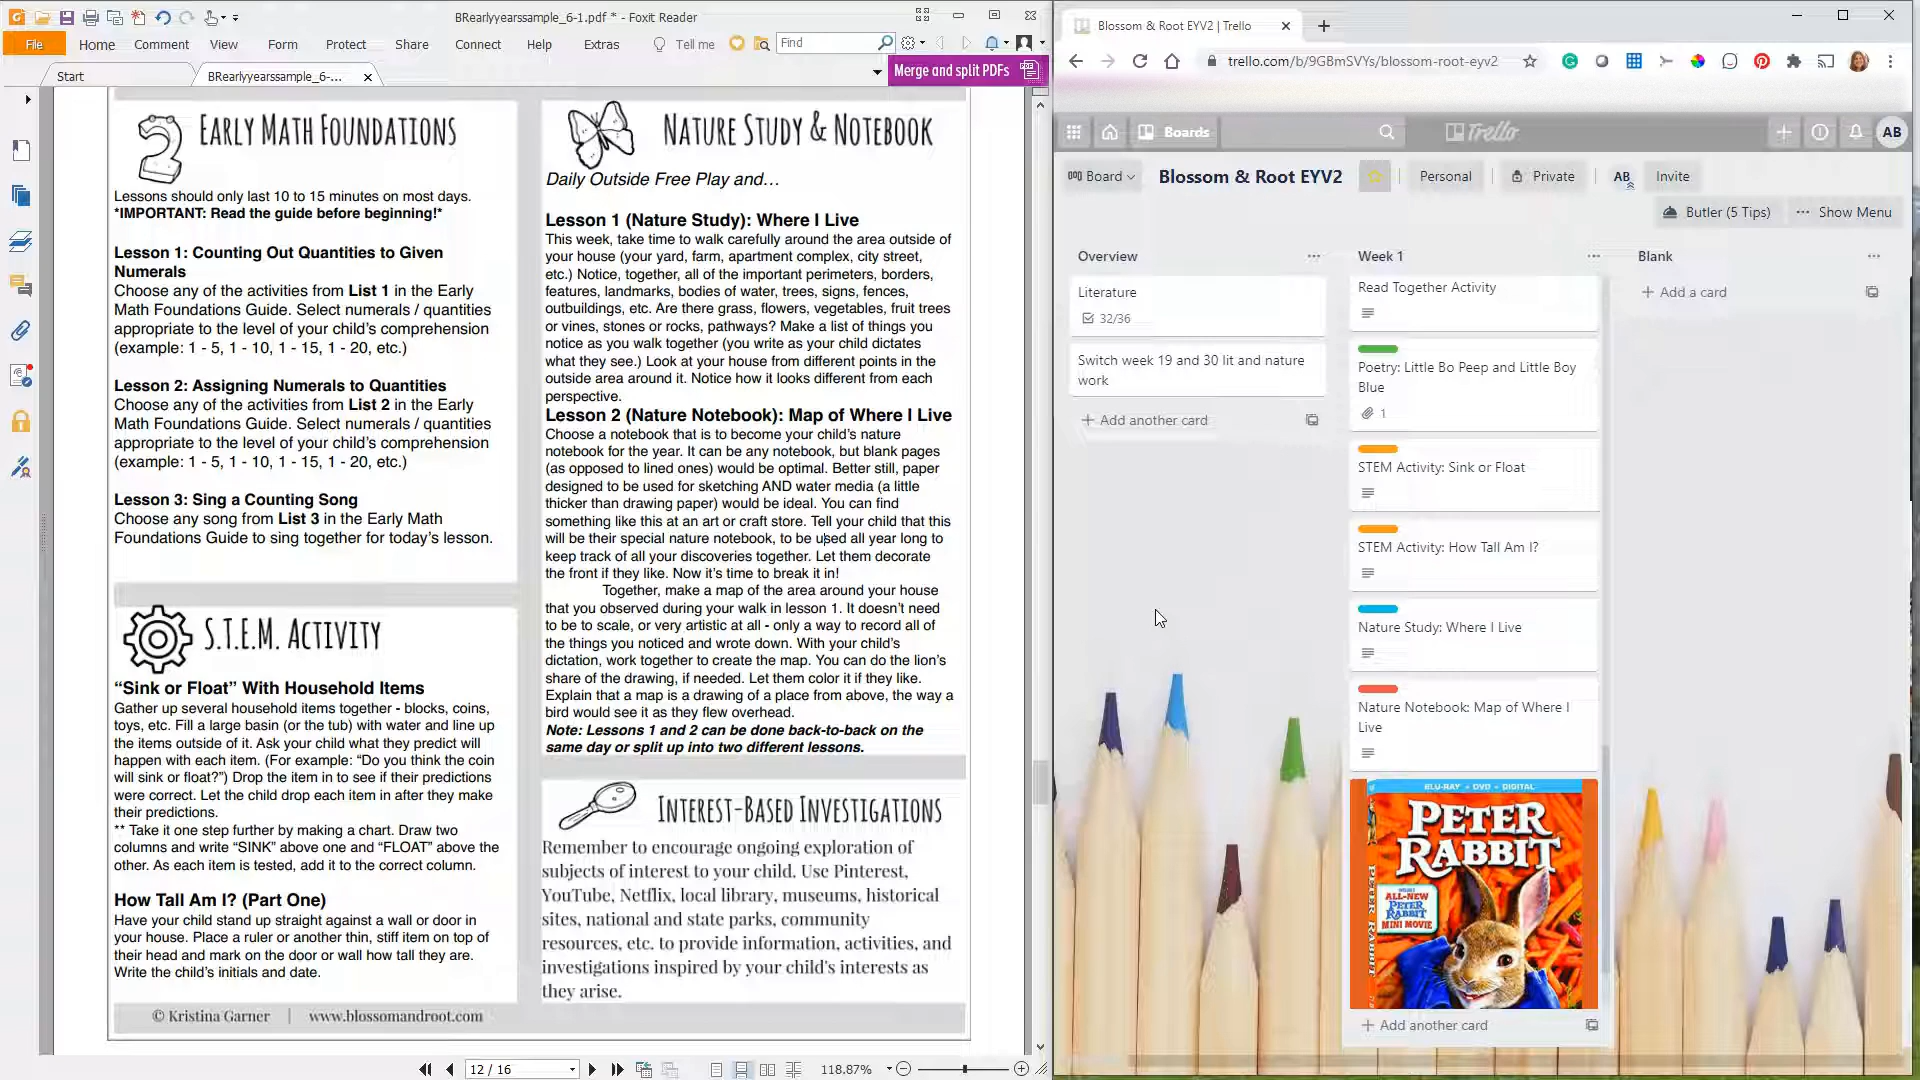 BRearlyyearssample_6-1.pdf * - Foxit Reader
File Home Comment View Form Protect Share Connect Help Extras Tell me Find
Start BRearlyyearssample_6-...
Merge and split PDFs
EARLY MATH FOUNDATIONS
Lessons should only last 10 to 15 minutes on most days.
*IMPORTANT: Read the guide before beginning!*
Lesson 1: Counting Out Quantities to Given
Numerals
Choose any of the activities from List 1 in the Early
Math Foundations Guide. Select numerals / quantities
appropriate to the level of your child's comprehension
(example: 1 - 5, 1 - 10, 1 - 15, 1 - 20, etc.)
Lesson 2: Assigning Numerals to Quantities
Choose any of the activities from List 2 in the Early
Math Foundations Guide. Select numerals / quantities
appropriate to the level of your child's comprehension
(example: 1 - 5, 1 - 10, 1 - 15, 1 - 20, etc.)
Lesson 3: Sing a Counting Song
Choose any song from List 3 in the Early Math
Foundations Guide to sing together for today's lesson.
S.T.E.M. ACTIVITY
“Sink or Float” With Household Items
Gather up several household items together - blocks, coins,
toys, etc. Fill a large basin (or the tub) with water and line up
the items outside of it. Ask your child what they predict will
happen with each item. (For example: “Do you think the coin
will sink or float?”) Drop the item in to see if their predictions
were correct. Let the child drop each item in after they make
their predictions.
** Take it one step further by making a chart. Draw two
columns and write “SINK” above one and “FLOAT” above the
other. As each item is tested, add it to the correct column.
How Tall Am I? (Part One)
Have your child stand up straight against a wall or door in
your house. Place a ruler or another thin, stiff item on top of
their head and mark on the door or wall how tall they are.
Write the child's initials and date.
© Kristina Garner | www.blossomandroot.com
NATURE STUDY & NOTEBOOK
Daily Outside Free Play and…
Lesson 1 (Nature Study): Where I Live
This week, take time to walk carefully around the area outside of
your house (your yard, farm, apartment complex, city street,
etc.) Notice, together, all of the important perimeters, borders,
features, landmarks, bodies of water, trees, signs, fences,
outbuildings, etc. Are there grass, flowers, vegetables, fruit trees
or vines, stones or rocks, pathways? Make a list of things you
notice as you walk together (you write as your child dictates
what they see.) Look at your house from different points in the
outside area around it. Notice how it looks different from each
perspective.
Lesson 2 (Nature Notebook): Map of Where I Live
Choose a notebook that is to become your child's nature
notebook for the year. It can be any notebook, but blank pages
(as opposed to lined ones) would be optimal. Better still, paper
designed to be used for sketching AND water media (a little
thicker than drawing paper) would be ideal. You can find
something like this at an art or craft store. Tell your child that this
will be their special nature notebook, to be used all year long to
keep track of all your discoveries together. Let them decorate
the front if they like. Now it's time to break it in!
Together, make a map of the area around your house
that you observed during your walk in lesson 1. It doesn't need
to be to scale, or very artistic at all - only a way to record all of
the things you noticed and wrote down. With your child's
dictation, work together to create the map. You can do the lion's
share of the drawing, if needed. Let them color it if they like.
Explain that a map is a drawing of a place from above, the way a
bird would see it as they flew overhead.
Note: Lessons 1 and 2 can be done back-to-back on the
same day or split up into two different lessons.
INTEREST-BASED INVESTIGATIONS
Remember to encourage ongoing exploration of
subjects of interest to your child. Use Pinterest,
YouTube, Netflix, local library, museums, historical
sites, national and state parks, community
resources, etc. to provide information, activities, and
investigations inspired by your child's interests as
they arise.
12 / 16
118.87%
Blossom & Root EYV2 | Trello
trello.com/b/9GBmSVYs/blossom-root-eyv2
Boards
Trello
AB
Board Blossom & Root EYV2 Personal Private AB Invite
Butler (5 Tips) Show Menu
Overview
Literature
32/36
Switch week 19 and 30 lit and nature
work
+ Add another card
Week 1
Read Together Activity
Poetry: Little Bo Peep and Little Boy
Blue
1
STEM Activity: Sink or Float
STEM Activity: How Tall Am I?
Nature Study: Where I Live
Nature Notebook: Map of Where I
Live
BLU-RAY + DVD + DIGITAL
PETER
RABBIT
ALL-NEW
PETER
RABBIT
MINI MOVIE
PETER RABBIT
+ Add another card
Blank
+ Add a card